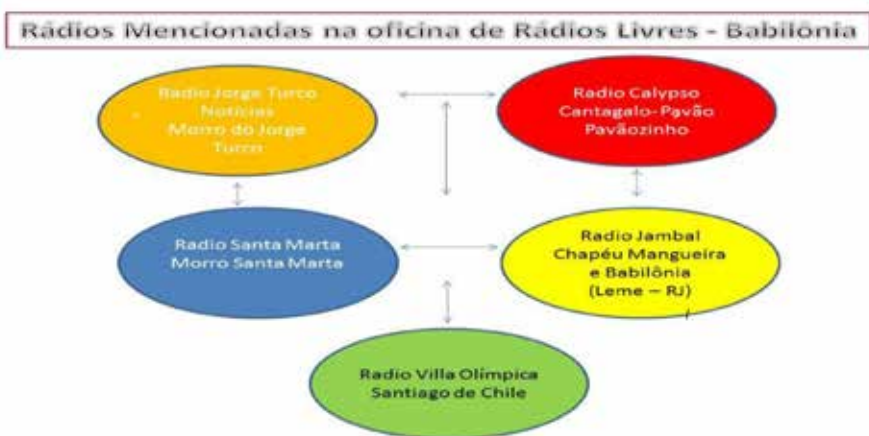 Rádios Mencionadas na oficina de Rádios Livres - Babilônia
Radio Jorge Turco
Notícias
Morro do Jorge
Turco
Radio Calypso
Cantagalo- Pavão
Pavãozinho
Radio Santa Marta
Morro Santa Marta
Radio Jambal
Chapéu Mangueira
e Babilônia
(Leme – RJ)
Radio Villa Olímpica
Santiago de Chile